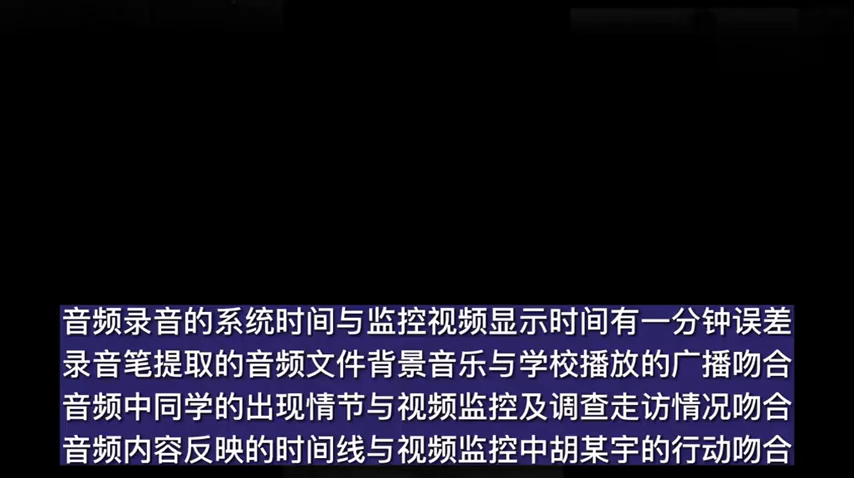 音频录音的系统时间与监控视频显示时间有一分钟误差
录音笔提取的音频文件背景音乐与学校播放的广播吻合
音频中同学的出现情节与视频监控及调查走访情况吻合
音频内容反映的时间线与视频监控中胡某宇的行动吻合